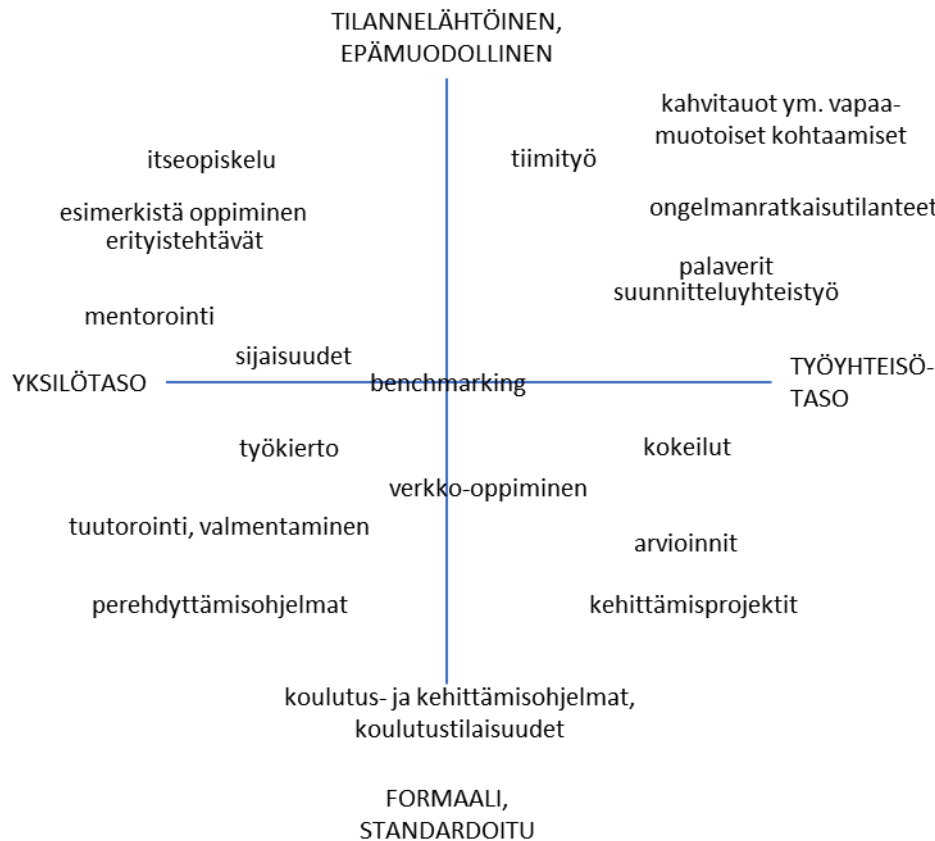 TILANNELÄHTÖINEN,
EPÄMUODOLLINEN
kahvitauot ym. vapaa-
muotoiset kohtaamiset
itseopiskelu
tiimityö
esimerkistä oppiminen
erityistehtävät
ongelmanratkaisutilanteet
palaverit
suunnitteluyhteistyö
mentorointi
sijaisuudet
YKSILÖTASO
benchmarking
TYÖYHTEISÖ-
TASO
työkierto
kokeilut
verkko-oppiminen
tuutorointi, valmentaminen
arvioinnit
perehdyttämisohjelmat
kehittämisprojektit
koulutus- ja kehittämisohjelmat,
koulutustilaisuudet
FORMAALI,
STANDARDOITU